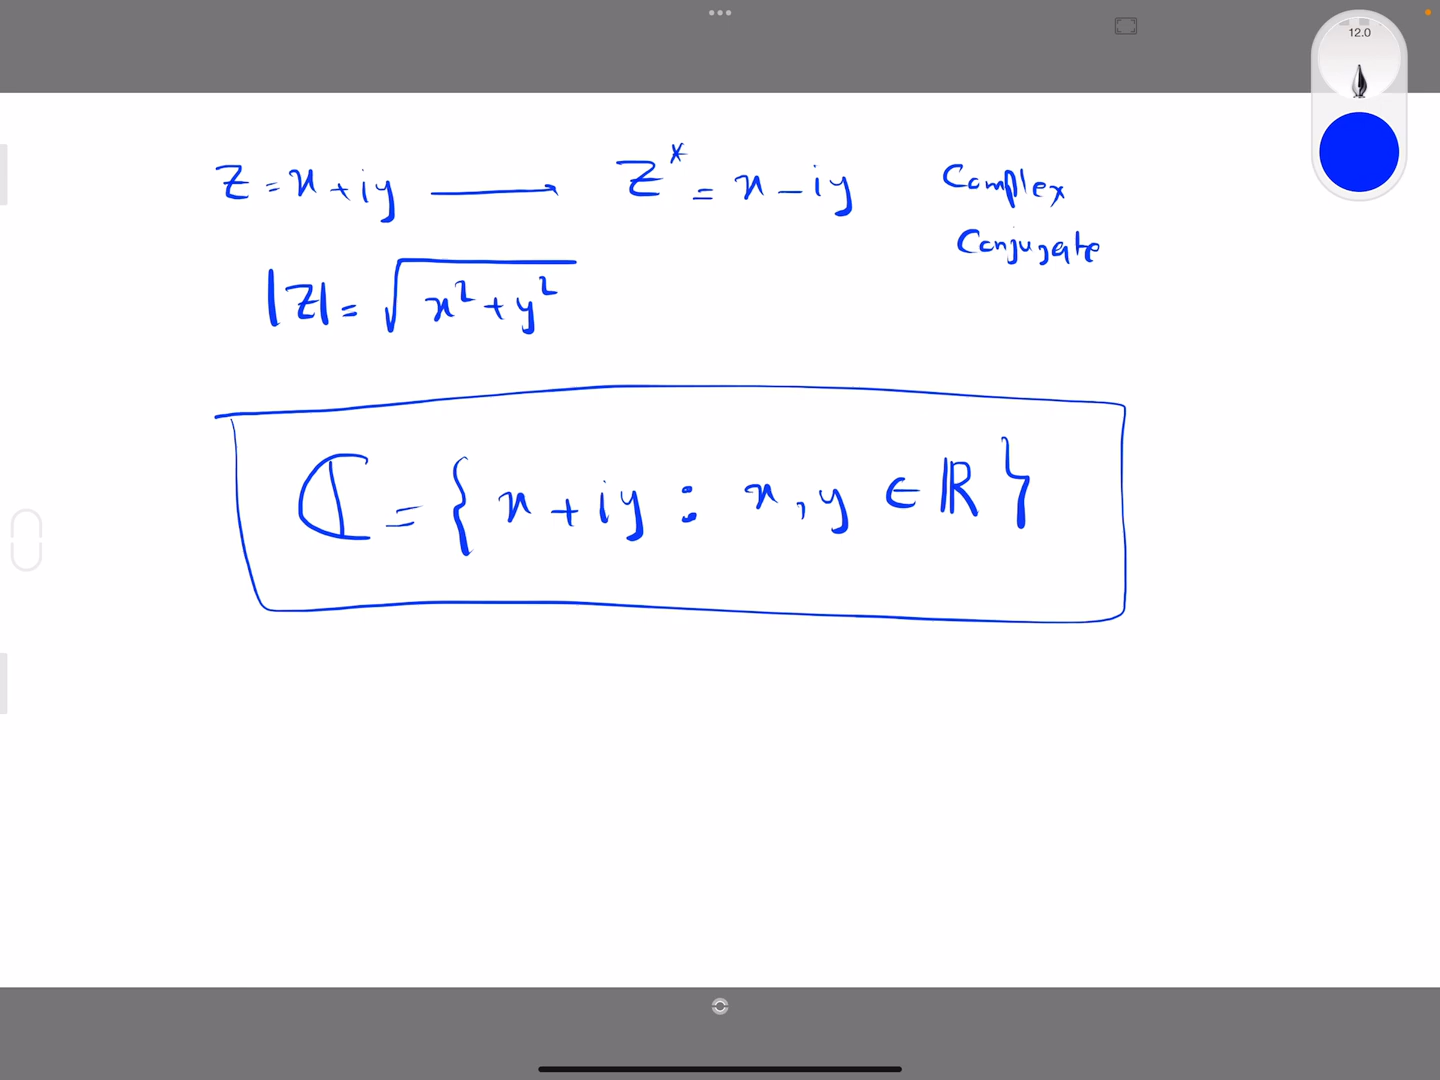 12.0
z = x + iy ⟶ z* = x - iy Complex
Conjugate
|z| = √(x² + y²)
ℂ = { x + iy : x, y ∈ ℝ }